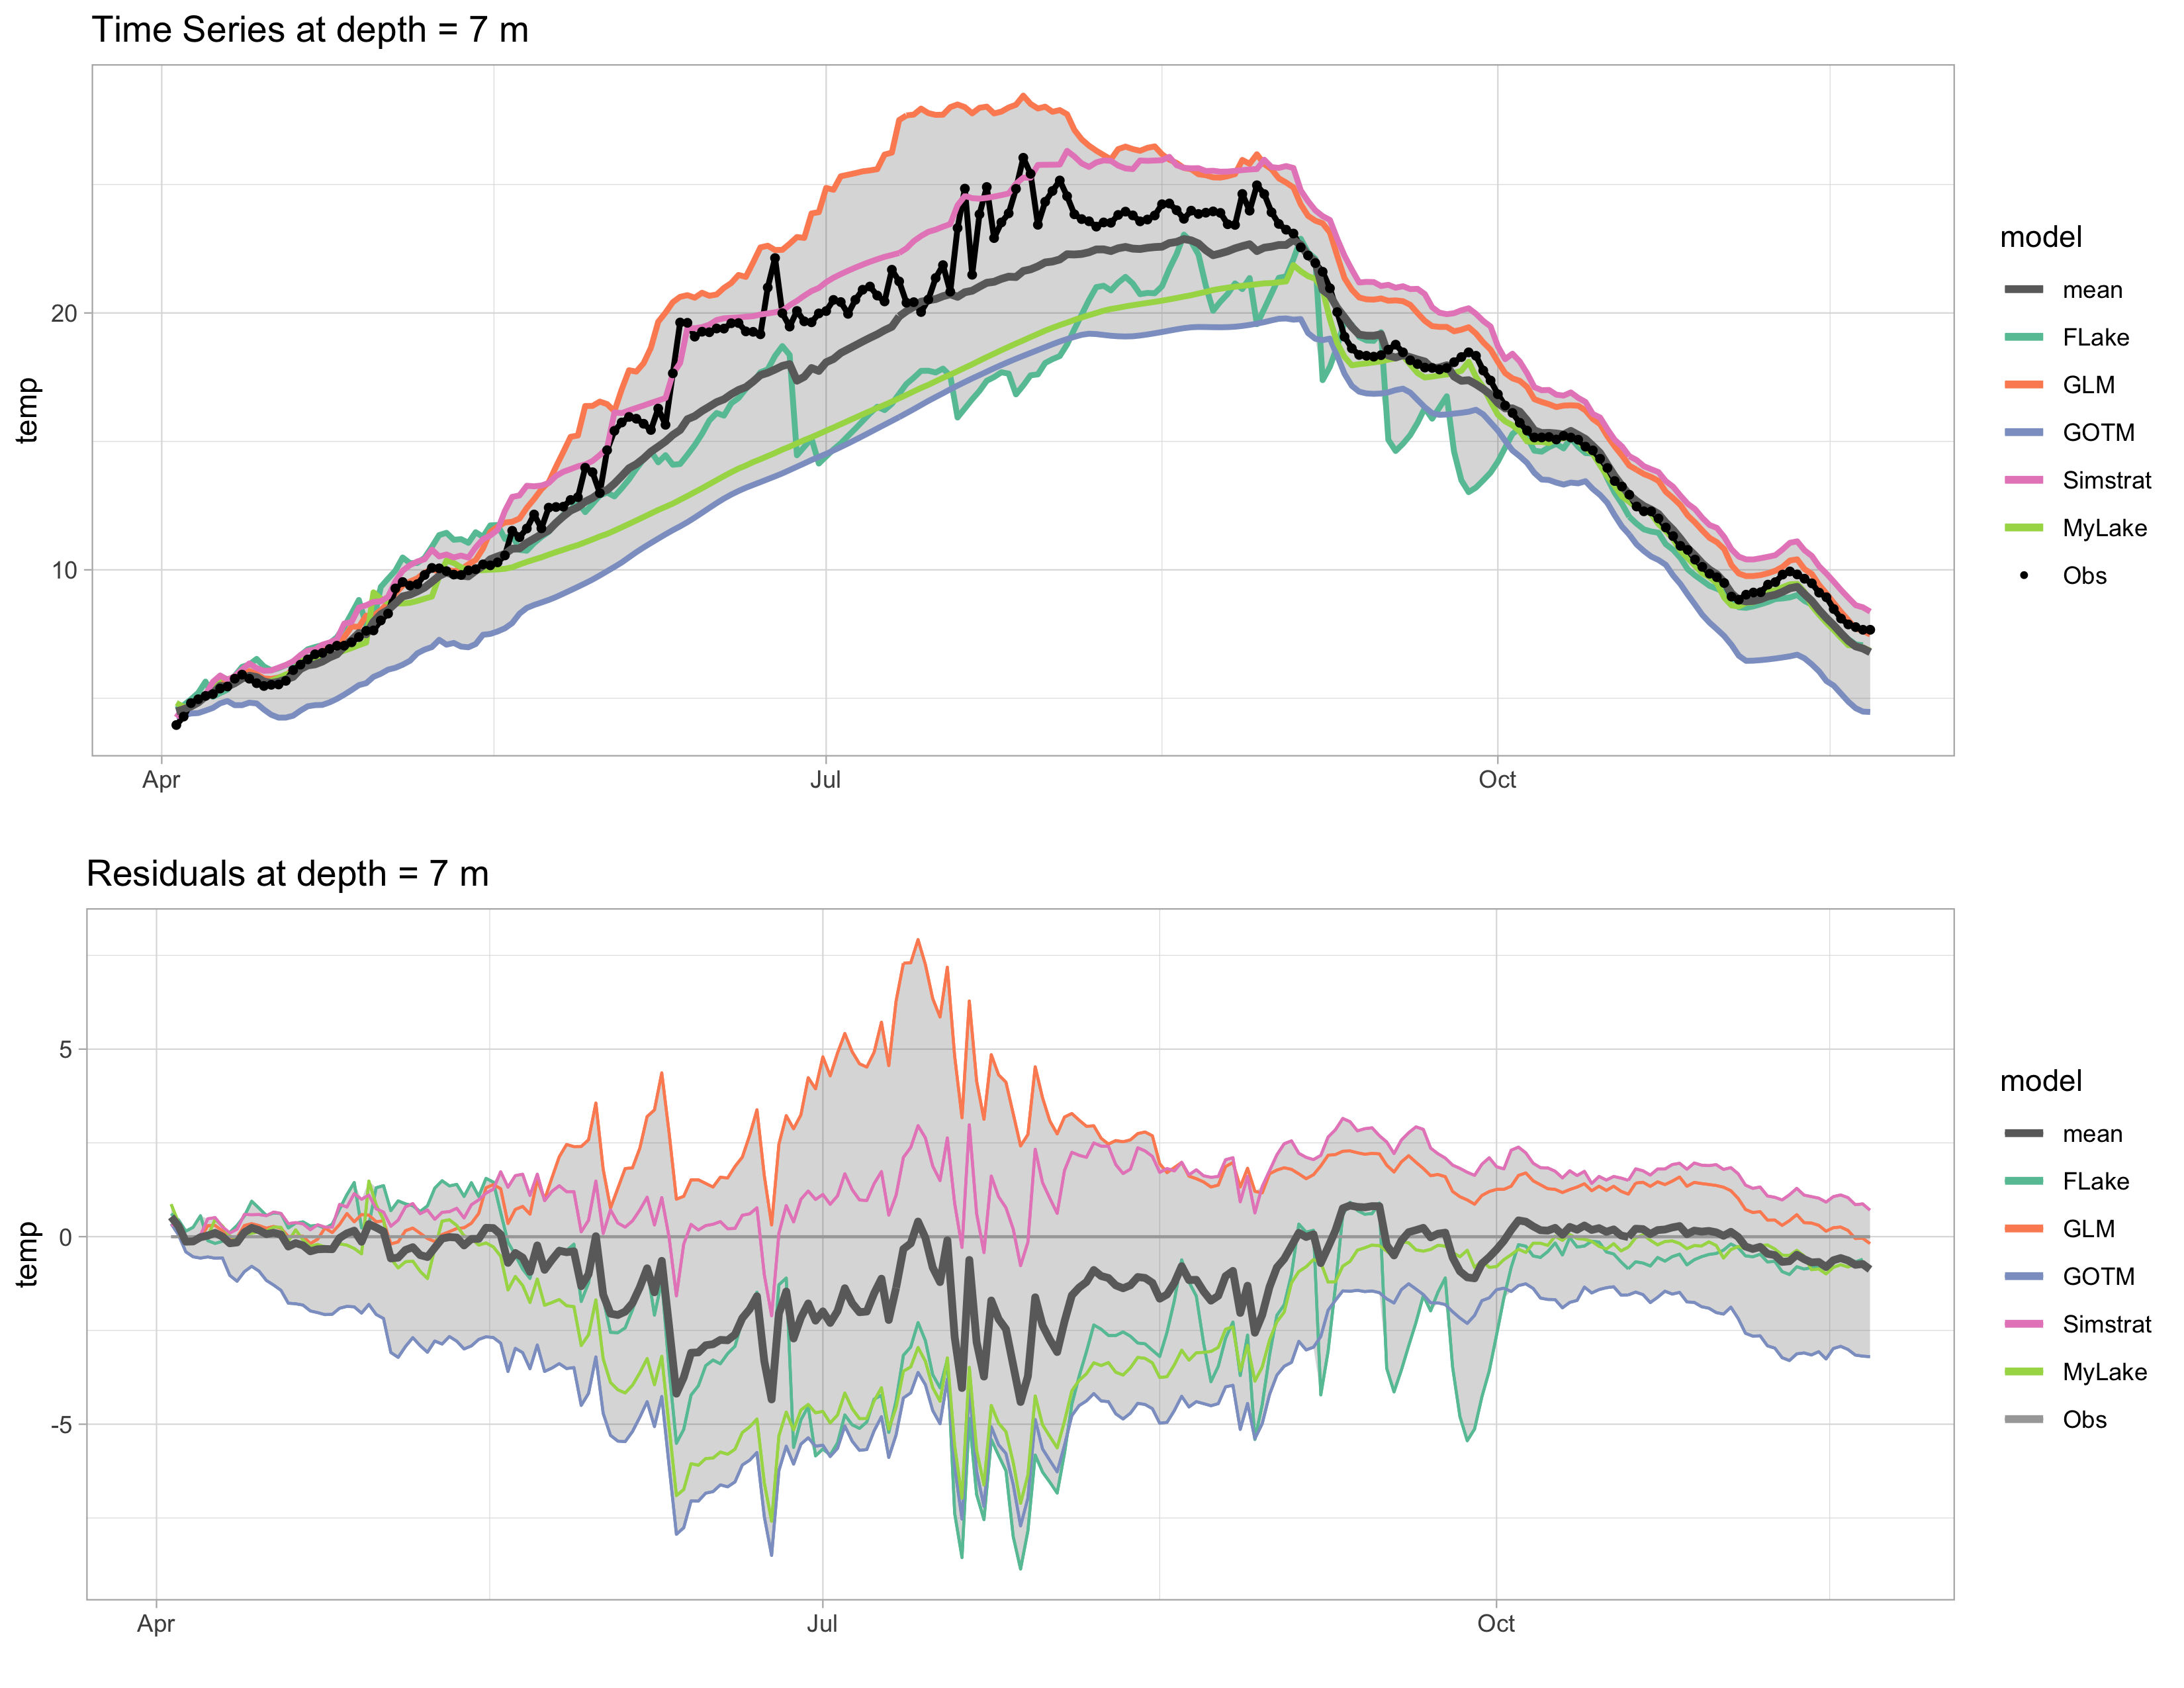 Time Series at depth = 7 m
temp
20
10
Apr
Jul
Oct
model
mean
FLake
GLM
GOTM
Simstrat
MyLake
Obs
Residuals at depth = 7 m
temp
5
0
-5
Apr
Jul
Oct
model
mean
FLake
GLM
GOTM
Simstrat
MyLake
Obs